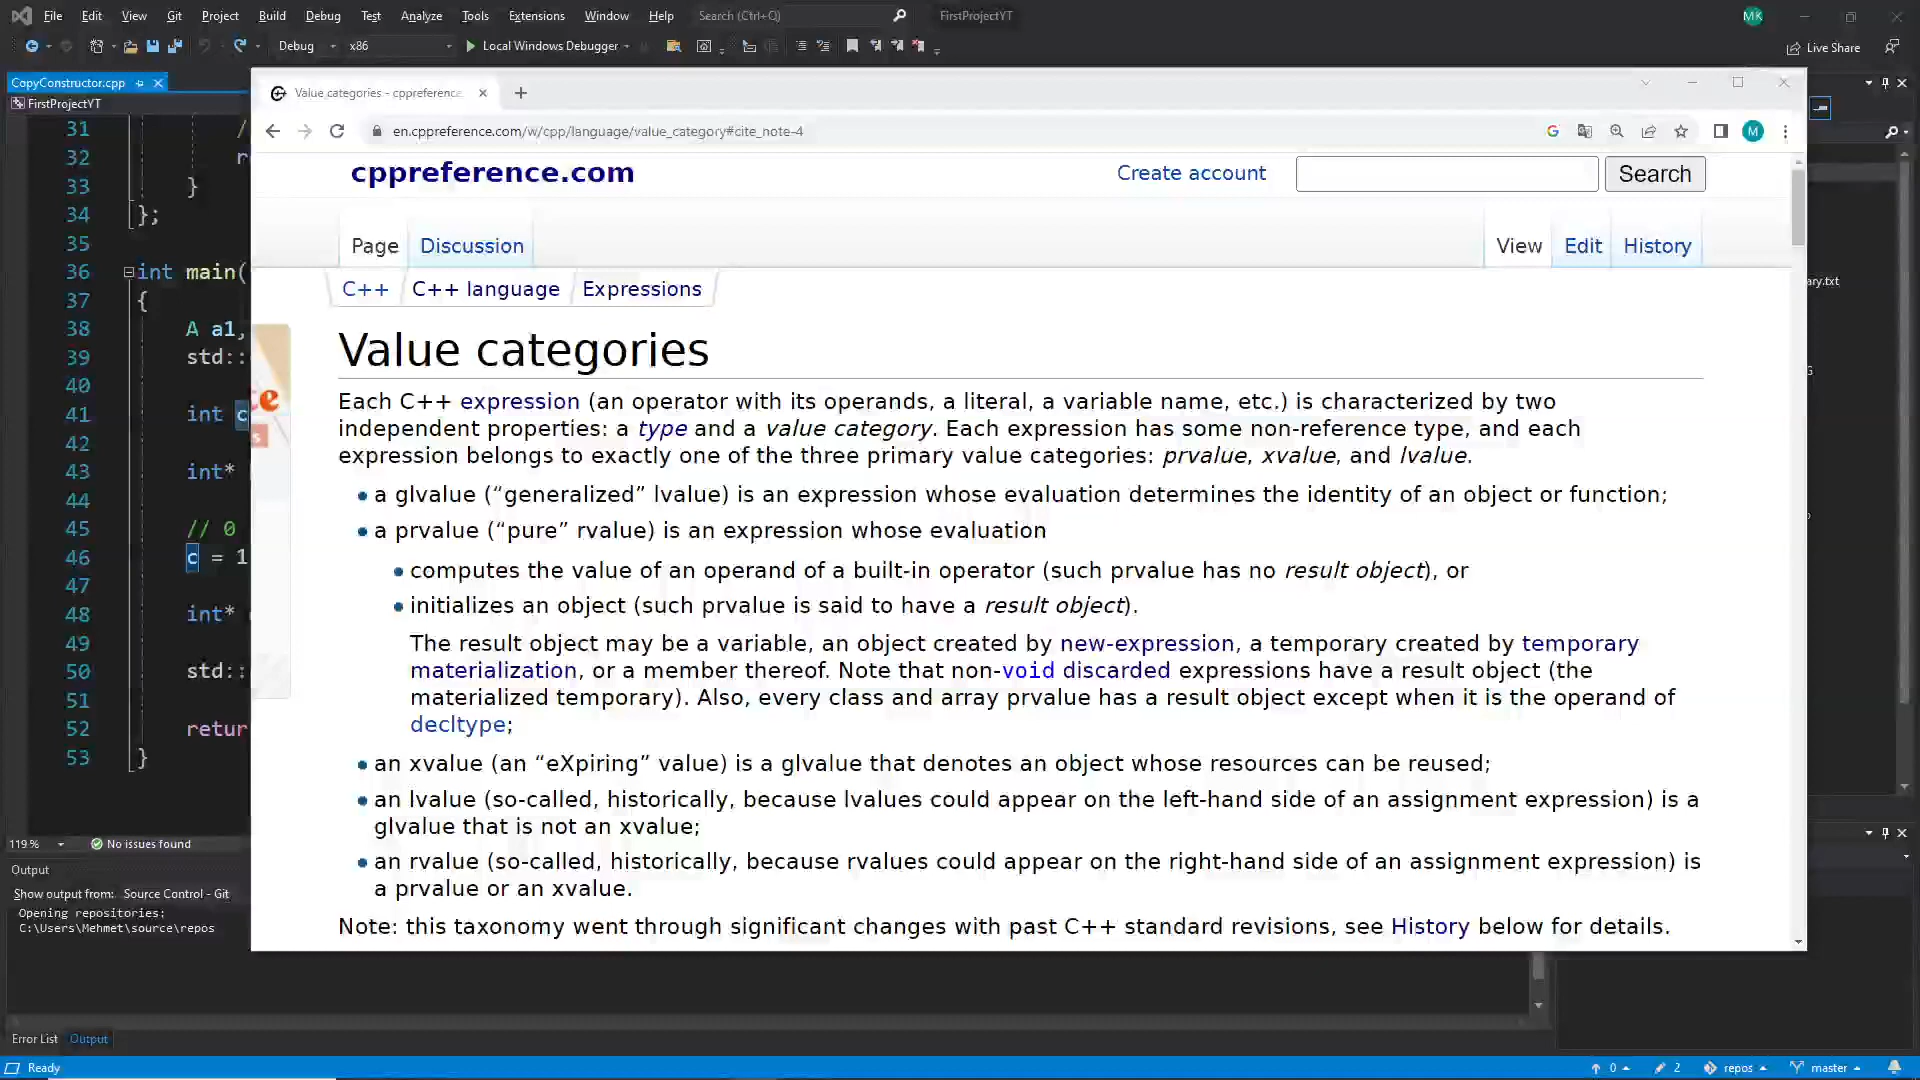 File Edit View Git Project Build Debug Test Analyze Tools Extensions Window Help Search (Ctrl+Q) FirstProjectYT MK
Debug x86 Local Windows Debugger Live Share
CopyConstructor.cpp
FirstProjectYT
Value categories - cppreference.
en.cppreference.com/w/cpp/language/value_category#cite_note-4 M
cppreference.com Create account Search
Page Discussion View Edit History
C++ C++ language Expressions
Value categories
Each C++ expression (an operator with its operands, a literal, a variable name, etc.) is characterized by two
independent properties: a type and a value category. Each expression has some non-reference type, and each
expression belongs to exactly one of the three primary value categories: prvalue, xvalue, and lvalue.
a glvalue (“generalized” lvalue) is an expression whose evaluation determines the identity of an object or function;
a prvalue (“pure” rvalue) is an expression whose evaluation
computes the value of an operand of a built-in operator (such prvalue has no result object), or
initializes an object (such prvalue is said to have a result object).
The result object may be a variable, an object created by new-expression, a temporary created by temporary
materialization, or a member thereof. Note that non-void discarded expressions have a result object (the
materialized temporary). Also, every class and array prvalue has a result object except when it is the operand of
decltype;
an xvalue (an “eXpiring” value) is a glvalue that denotes an object whose resources can be reused;
an lvalue (so-called, historically, because lvalues could appear on the left-hand side of an assignment expression) is a
glvalue that is not an xvalue;
an rvalue (so-called, historically, because rvalues could appear on the right-hand side of an assignment expression) is
a prvalue or an xvalue.
Note: this taxonomy went through significant changes with past C++ standard revisions, see History below for details.
31 /
32 r
33 }
34 };
35
36 int main(
37 {
38 A a1,
39 std::
40
41 int c
42
43 int*
44
45 // 0
46 c = 1
47
48 int*
49
50 std::
51
52 retur
53 }
ary.txt
119 % No issues found
Output
Show output from: Source Control - Git
Opening repositories:
C:\Users\Mehmet\source\repos
Error List Output
Ready 0 2 repos master